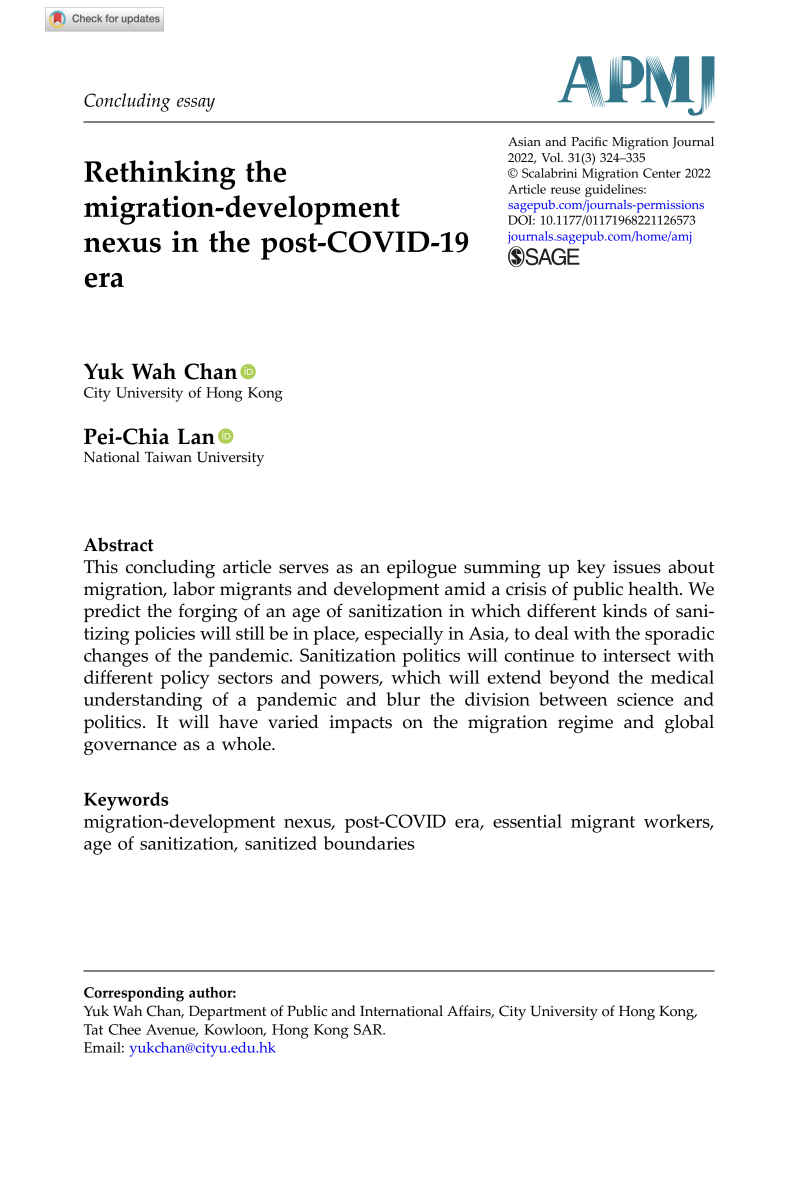 Check for updates
Concluding essay
APMJ
Asian and Pacific Migration Journal
2022, Vol. 31(3) 324–335
© Scalabrini Migration Center 2022
Article reuse guidelines:
sagepub.com/journals-permissions
DOI: 10.1177/01171968221126573
journals.sagepub.com/home/amj
SAGE
Rethinking the
migration-development
nexus in the post-COVID-19
era
Yuk Wah Chan iD
City University of Hong Kong
Pei-Chia Lan iD
National Taiwan University
Abstract
This concluding article serves as an epilogue summing up key issues about
migration, labor migrants and development amid a crisis of public health. We
predict the forging of an age of sanitization in which different kinds of sani-
tizing policies will still be in place, especially in Asia, to deal with the sporadic
changes of the pandemic. Sanitization politics will continue to intersect with
different policy sectors and powers, which will extend beyond the medical
understanding of a pandemic and blur the division between science and
politics. It will have varied impacts on the migration regime and global
governance as a whole.
Keywords
migration-development nexus, post-COVID era, essential migrant workers,
age of sanitization, sanitized boundaries
Corresponding author:
Yuk Wah Chan, Department of Public and International Affairs, City University of Hong Kong,
Tat Chee Avenue, Kowloon, Hong Kong SAR.
Email: yukchan@cityu.edu.hk